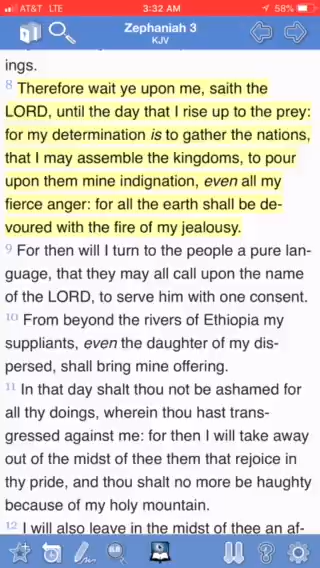 AT&T LTE 3:32 AM 58%
Zephaniah 3
KJV
ings.
8 Therefore wait ye upon me, saith the
LORD, until the day that I rise up to the prey:
for my determination is to gather the nations,
that I may assemble the kingdoms, to pour
upon them mine indignation, even all my
fierce anger: for all the earth shall be de-
voured with the fire of my jealousy.
9 For then will I turn to the people a pure lan-
guage, that they may all call upon the name
of the LORD, to serve him with one consent.
10 From beyond the rivers of Ethiopia my
suppliants, even the daughter of my dis-
persed, shall bring mine offering.
11 In that day shalt thou not be ashamed for
all thy doings, wherein thou hast trans-
gressed against me: for then I will take away
out of the midst of thee them that rejoice in
thy pride, and thou shalt no more be haughty
because of my holy mountain.
12 I will also leave in the midst of thee an af-